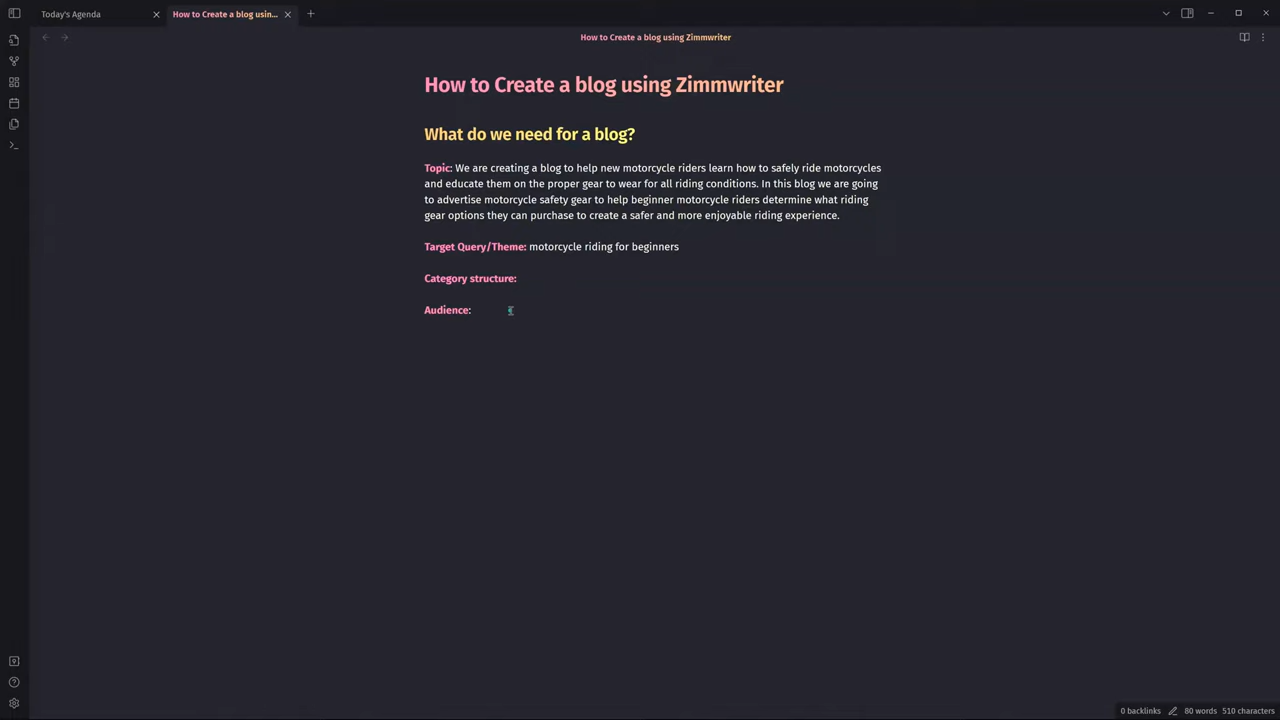 Today's Agenda
How to Create a blog usin...
How to Create a blog using Zimmwriter
How to Create a blog using Zimmwriter
What do we need for a blog?
Topic: We are creating a blog to help new motorcycle riders learn how to safely ride motorcycles
and educate them on the proper gear to wear for all riding conditions. In this blog we are going
to advertise motorcycle safety gear to help beginner motorcycle riders determine what riding
gear options they can purchase to create a safer and more enjoyable riding experience.
Target Query/Theme: motorcycle riding for beginners
Category structure:
Audience:
0 backlinks 80 words 510 characters